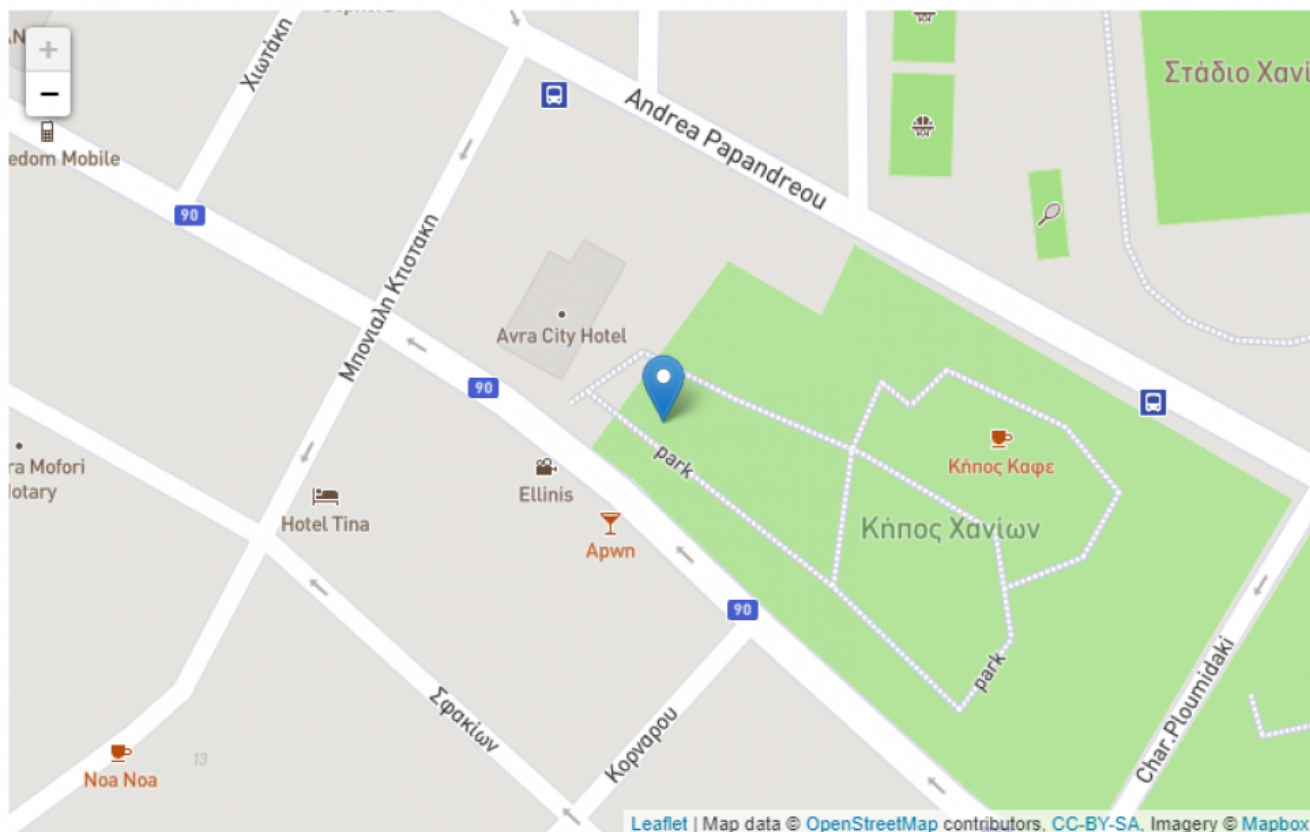 +
−
Χιωτάκη
edom Mobile
90
Andrea Papandreou
Στάδιο Χανί
Μπονιαλη Κτιστακη
Avra City Hotel
90
ra Mofori
otary
Ellinis
Hotel Tina
Apwn
park
Κήπος Καφε
Κήπος Χανίων
90
park
Σφακίων
Κορναρου
Char.Ploumidaki
Noa Noa
13
Leaflet | Map data © OpenStreetMap contributors, CC-BY-SA, Imagery © Mapbox